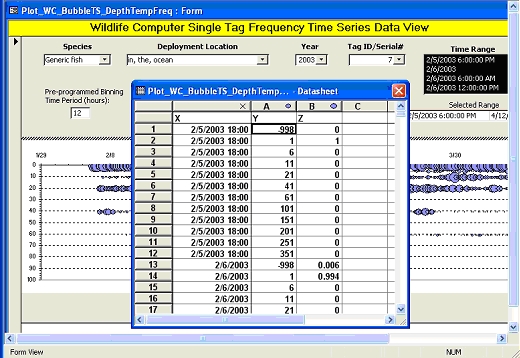 Plot_WC_BubbleTS_DepthTempFreq : Form
Wildlife Computer Single Tag Frequency Time Series Data View
Species
Deployment Location
Year
Tag ID/Serial#
Time Range
Generic fish
in, the, ocean
2003
7
2/5/2003 6:00:00 PM
2/6/2003
2/6/2003 6:00:00 AM
2/6/2003 12:00:00 PM
Pre-programmed Binning
Time Period (hours):
12
Selected Range
2/5/2003 6:00:00 PM
4/12/
Plot_WC_BubbleTS_DepthTemp... - Datasheet
A B C
X Y Z
1 2/5/2003 18:00 -998 0
2 2/5/2003 18:00 1 1
3 2/5/2003 18:00 6 0
4 2/5/2003 18:00 11 0
5 2/5/2003 18:00 21 0
6 2/5/2003 18:00 41 0
7 2/5/2003 18:00 61 0
8 2/5/2003 18:00 101 0
9 2/5/2003 18:00 151 0
10 2/5/2003 18:00 201 0
11 2/5/2003 18:00 251 0
12 2/5/2003 18:00 351 0
13 2/6/2003 -998 0.006
14 2/6/2003 1 0.994
15 2/6/2003 6 0
16 2/6/2003 11 0
17 2/6/2003 21 0
1/29 2/8 3/30
0
10
20
30
40
50
60
70
80
90
100
Form View
NUM